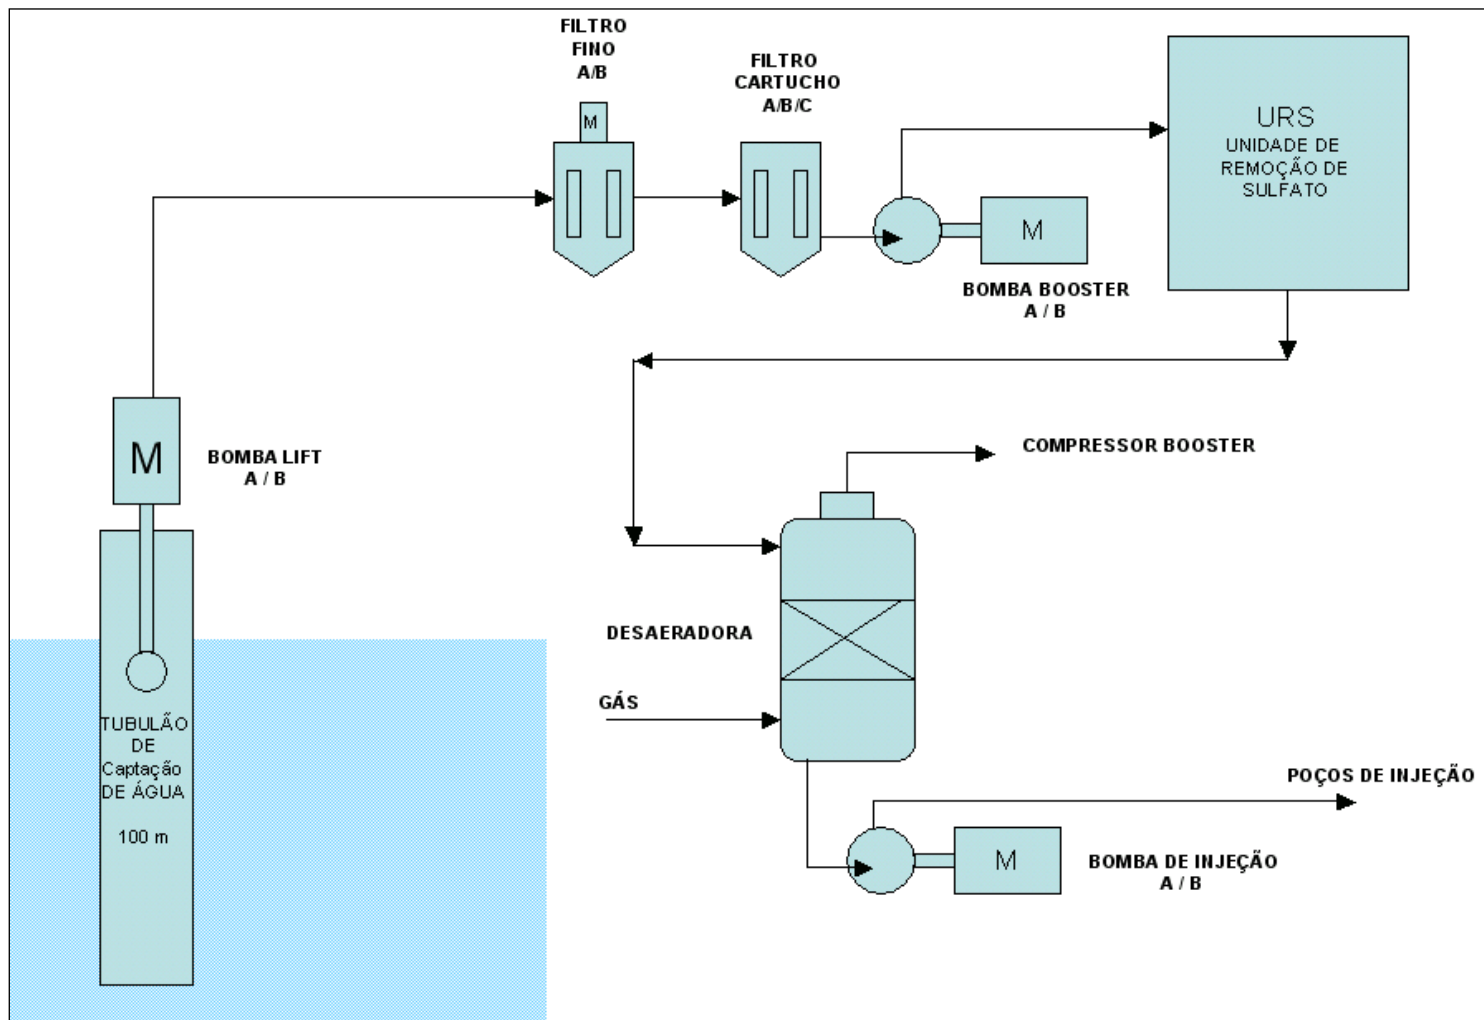 FILTRO
FINO
A/B
M
FILTRO
CARTUCHO
A/B/C
URS
UNIDADE DE
REMOÇÃO DE
SULFATO
M
BOMBA BOOSTER
A / B
M
BOMBA LIFT
A / B
COMPRESSOR BOOSTER
DESAERADORA
GÁS
TUBULÃO
DE
Captação
DE ÁGUA
100 m
POÇOS DE INJEÇÃO
M
BOMBA DE INJEÇÃO
A / B